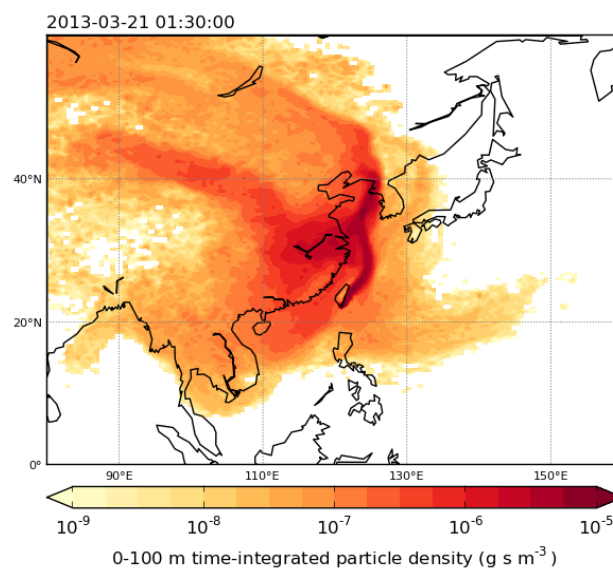 2013-03-21 01:30:00
40°N
20°N
0°
90°E 110°E 130°E 150°E
10⁻⁹ 10⁻⁸ 10⁻⁷ 10⁻⁶ 10⁻⁵
0-100 m time-integrated particle density (g s m⁻³)